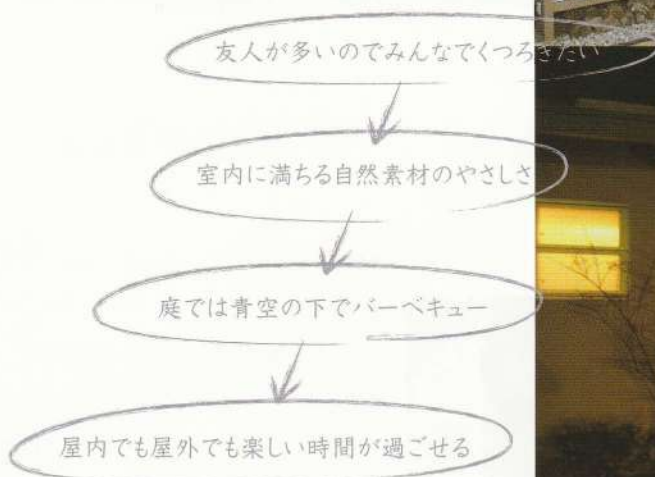 友人が多いのでみんなでくつろぎたい
室内に満ちる自然素材のやさしさ
庭では青空の下でバーベキュー
屋内でも屋外でも楽しい時間が過ごせる